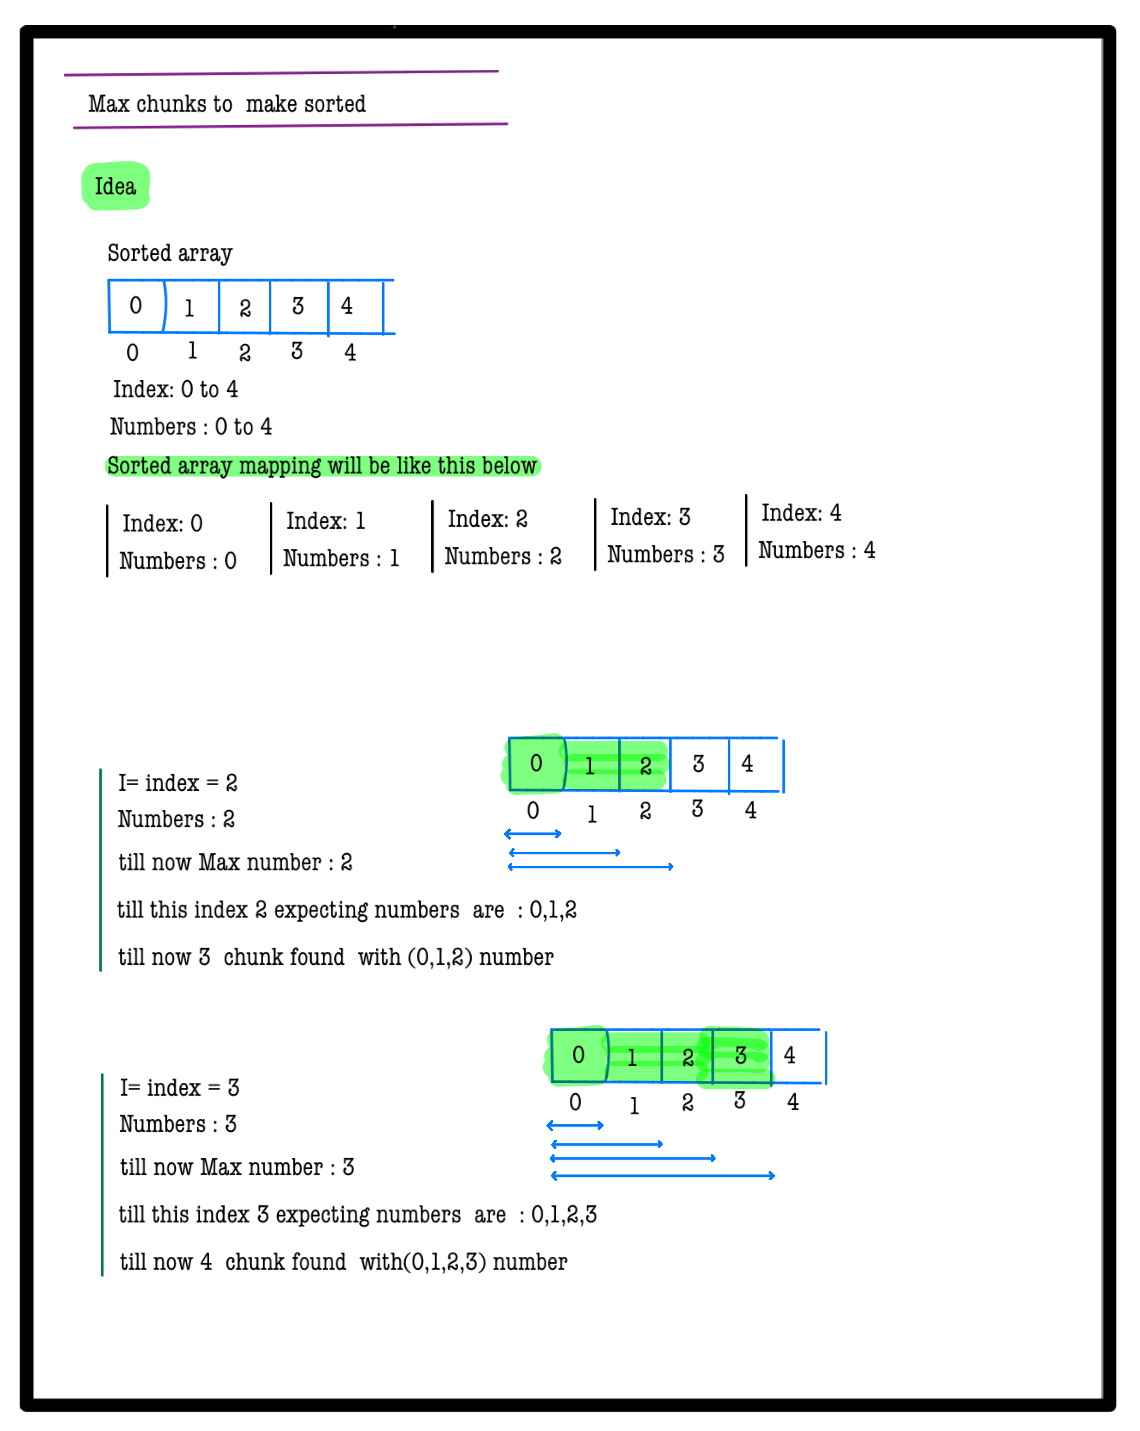 Max chunks to make sorted
Idea
Sorted array
0 1 2 3 4
0 1 2 3 4
Index: 0 to 4
Numbers : 0 to 4
Sorted array mapping will be like this below
Index: 0 Index: 1 Index: 2 Index: 3 Index: 4
Numbers : 0 Numbers : 1 Numbers : 2 Numbers : 3 Numbers : 4
0 1 2 3 4
0 1 2 3 4
I= index = 2
Numbers : 2
till now Max number : 2
till this index 2 expecting numbers are : 0,1,2
till now 3 chunk found with (0,1,2) number
0 1 2 3 4
0 1 2 3 4
I= index = 3
Numbers : 3
till now Max number : 3
till this index 3 expecting numbers are : 0,1,2,3
till now 4 chunk found with(0,1,2,3) number